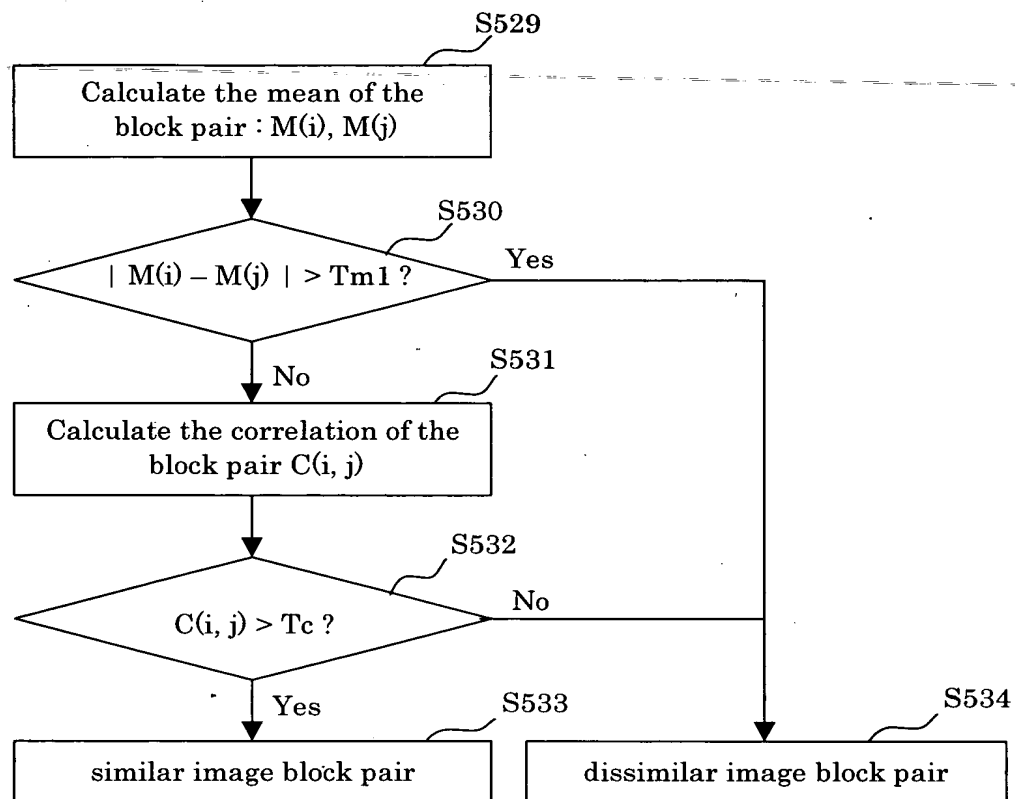 S529
Calculate the mean of the
block pair : M(i), M(j)
S530
| M(i) – M(j) | > Tm1 ?
Yes
No
S531
Calculate the correlation of the
block pair C(i, j)
S532
C(i, j) > Tc ?
No
Yes
S533
similar image block pair
S534
dissimilar image block pair